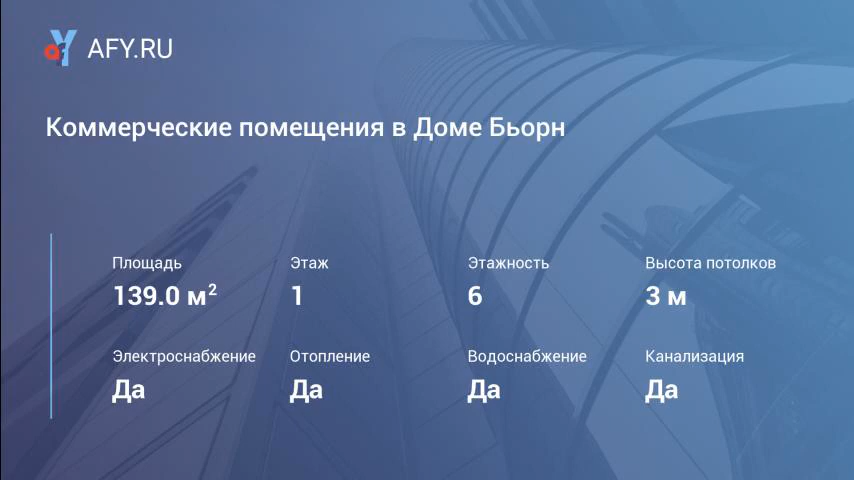 AFY.RU
Коммерческие помещения в Доме Бьорн
Площадь Этаж Этажность Высота потолков
139.0 м² 1 6 3 м
Электроснабжение Отопление Водоснабжение Канализация
Да Да Да Да